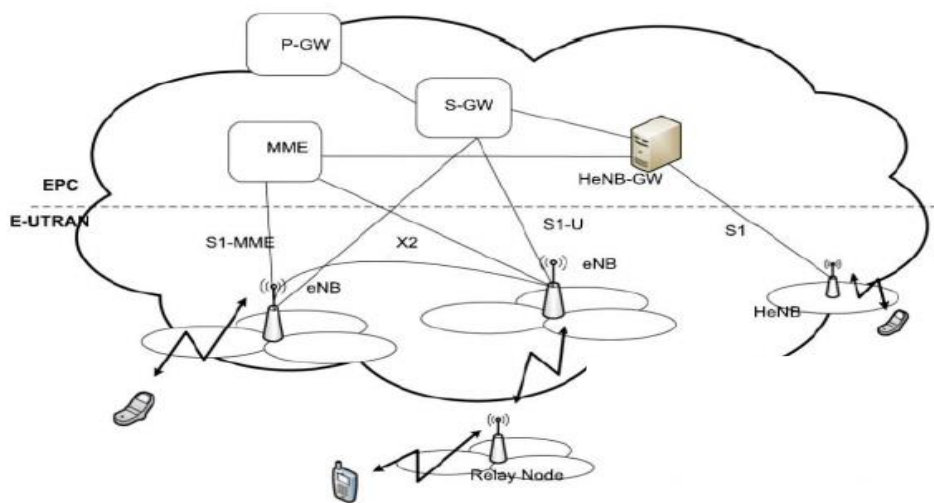 P-GW
S-GW
MME
HeNB-GW
EPC
E-UTRAN
S1-MME
X2
S1-U
S1
eNB
eNB
HeNB
Relay Node